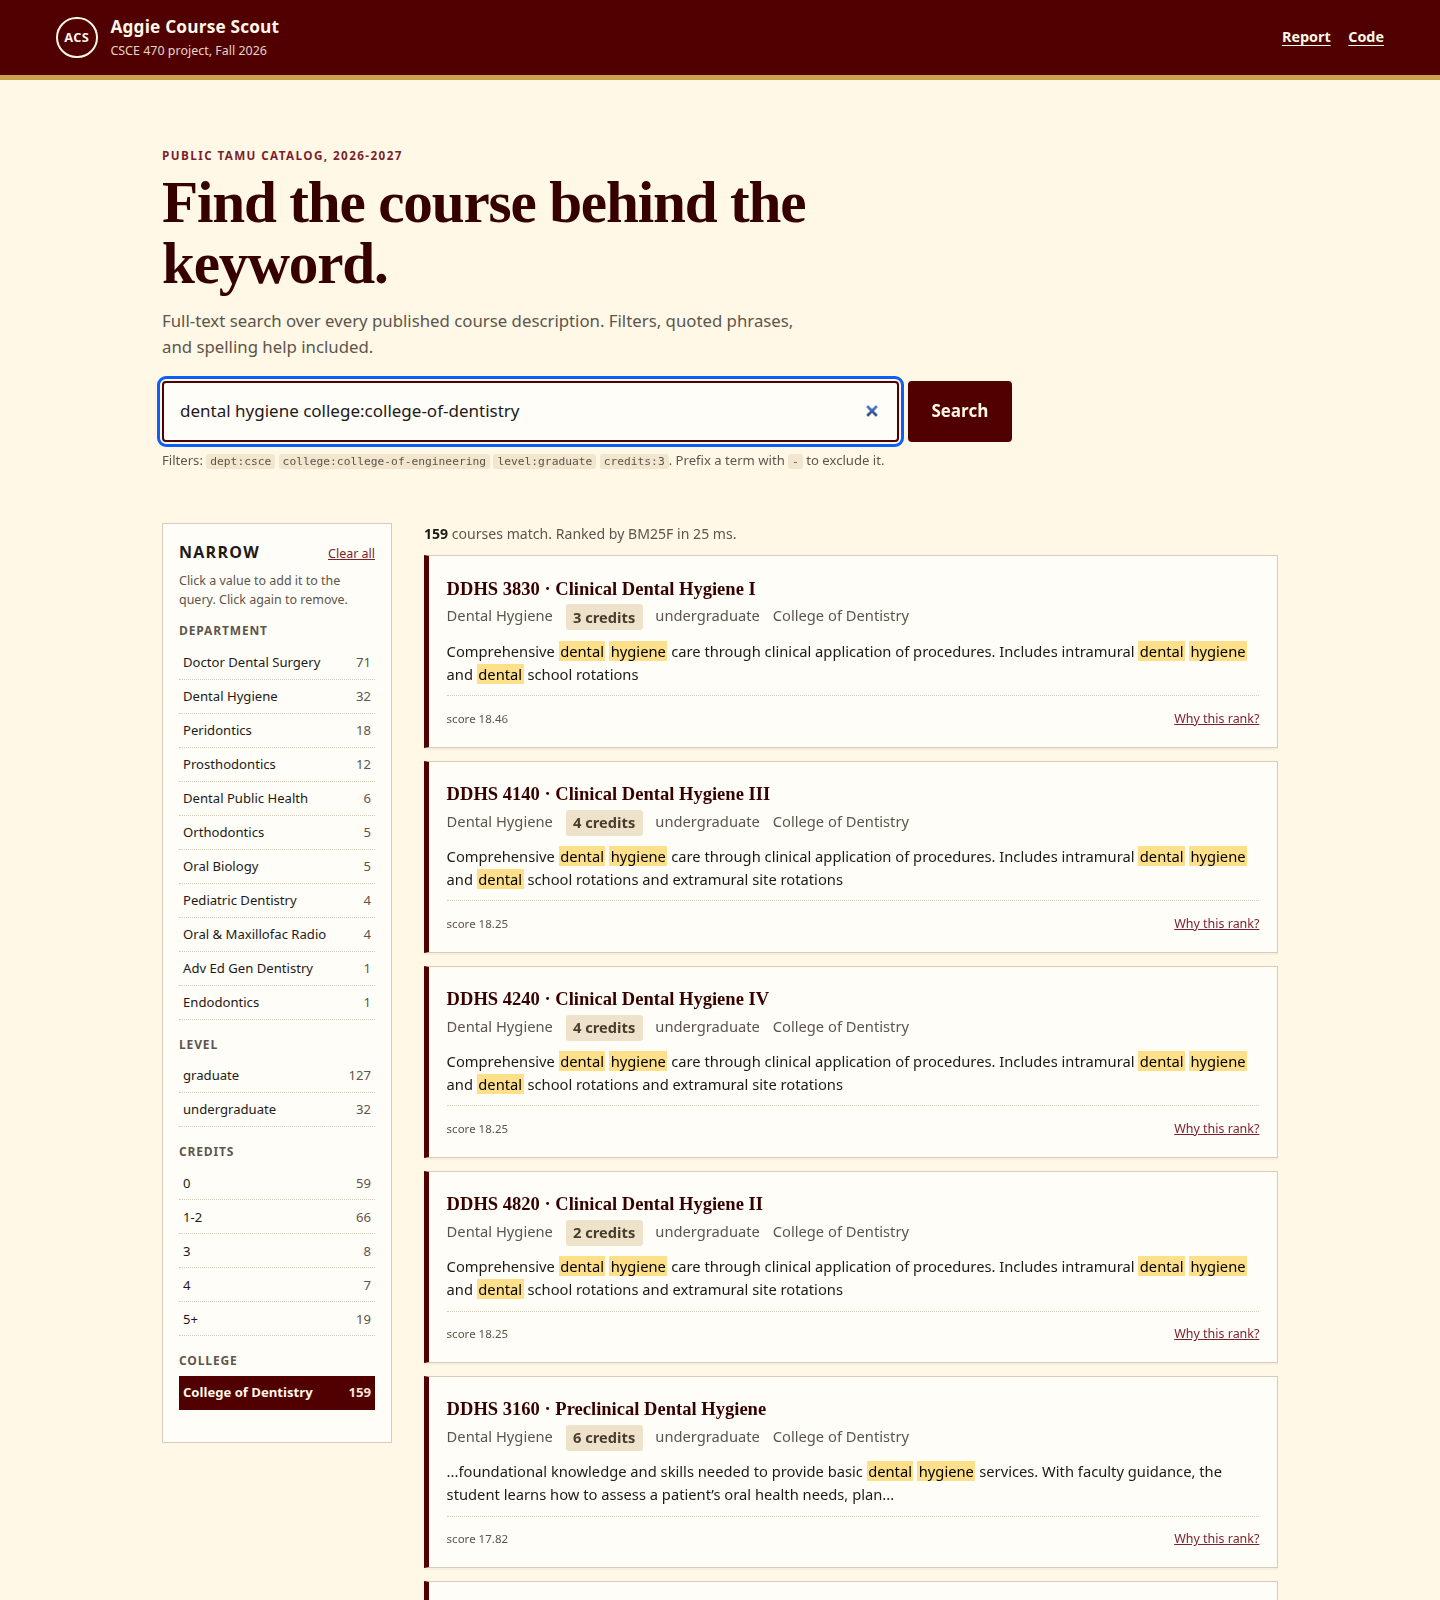 ACS
Aggie Course Scout
CSCE 470 project, Fall 2026
Report Code
PUBLIC TAMU CATALOG, 2026-2027
Find the course behind the
keyword.
Full-text search over every published course description. Filters, quoted phrases,
and spelling help included.
dental hygiene college:college-of-dentistry ✕
Search
Filters: dept:csce college:college-of-engineering level:graduate credits:3. Prefix a term with - to exclude it.
NARROW Clear all
Click a value to add it to the
query. Click again to remove.
DEPARTMENT
Doctor Dental Surgery 71
Dental Hygiene 32
Peridontics 18
Prosthodontics 12
Dental Public Health 6
Orthodontics 5
Oral Biology 5
Pediatric Dentistry 4
Oral & Maxillofac Radio 4
Adv Ed Gen Dentistry 1
Endodontics 1
LEVEL
graduate 127
undergraduate 32
CREDITS
0 59
1-2 66
3 8
4 7
5+ 19
COLLEGE
College of Dentistry 159
159 courses match. Ranked by BM25F in 25 ms.
DDHS 3830 · Clinical Dental Hygiene I
Dental Hygiene 3 credits undergraduate College of Dentistry
Comprehensive dental hygiene care through clinical application of procedures. Includes intramural dental hygiene
and dental school rotations
score 18.46 Why this rank?
DDHS 4140 · Clinical Dental Hygiene III
Dental Hygiene 4 credits undergraduate College of Dentistry
Comprehensive dental hygiene care through clinical application of procedures. Includes intramural dental hygiene
and dental school rotations and extramural site rotations
score 18.25 Why this rank?
DDHS 4240 · Clinical Dental Hygiene IV
Dental Hygiene 4 credits undergraduate College of Dentistry
Comprehensive dental hygiene care through clinical application of procedures. Includes intramural dental hygiene
and dental school rotations and extramural site rotations
score 18.25 Why this rank?
DDHS 4820 · Clinical Dental Hygiene II
Dental Hygiene 2 credits undergraduate College of Dentistry
Comprehensive dental hygiene care through clinical application of procedures. Includes intramural dental hygiene
and dental school rotations and extramural site rotations
score 18.25 Why this rank?
DDHS 3160 · Preclinical Dental Hygiene
Dental Hygiene 6 credits undergraduate College of Dentistry
…foundational knowledge and skills needed to provide basic dental hygiene services. With faculty guidance, the
student learns how to assess a patient’s oral health needs, plan…
score 17.82 Why this rank?